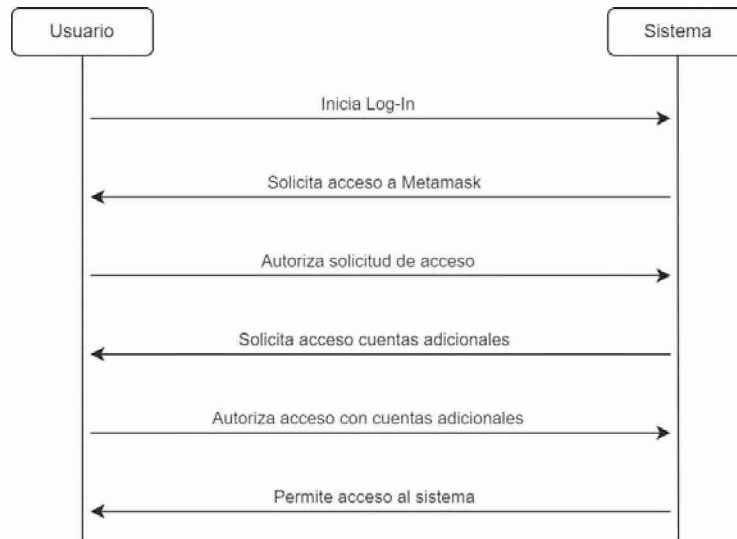 Usuario
Sistema
Inicia Log-In
Solicita acceso a Metamask
Autoriza solicitud de acceso
Solicita acceso cuentas adicionales
Autoriza acceso con cuentas adicionales
Permite acceso al sistema